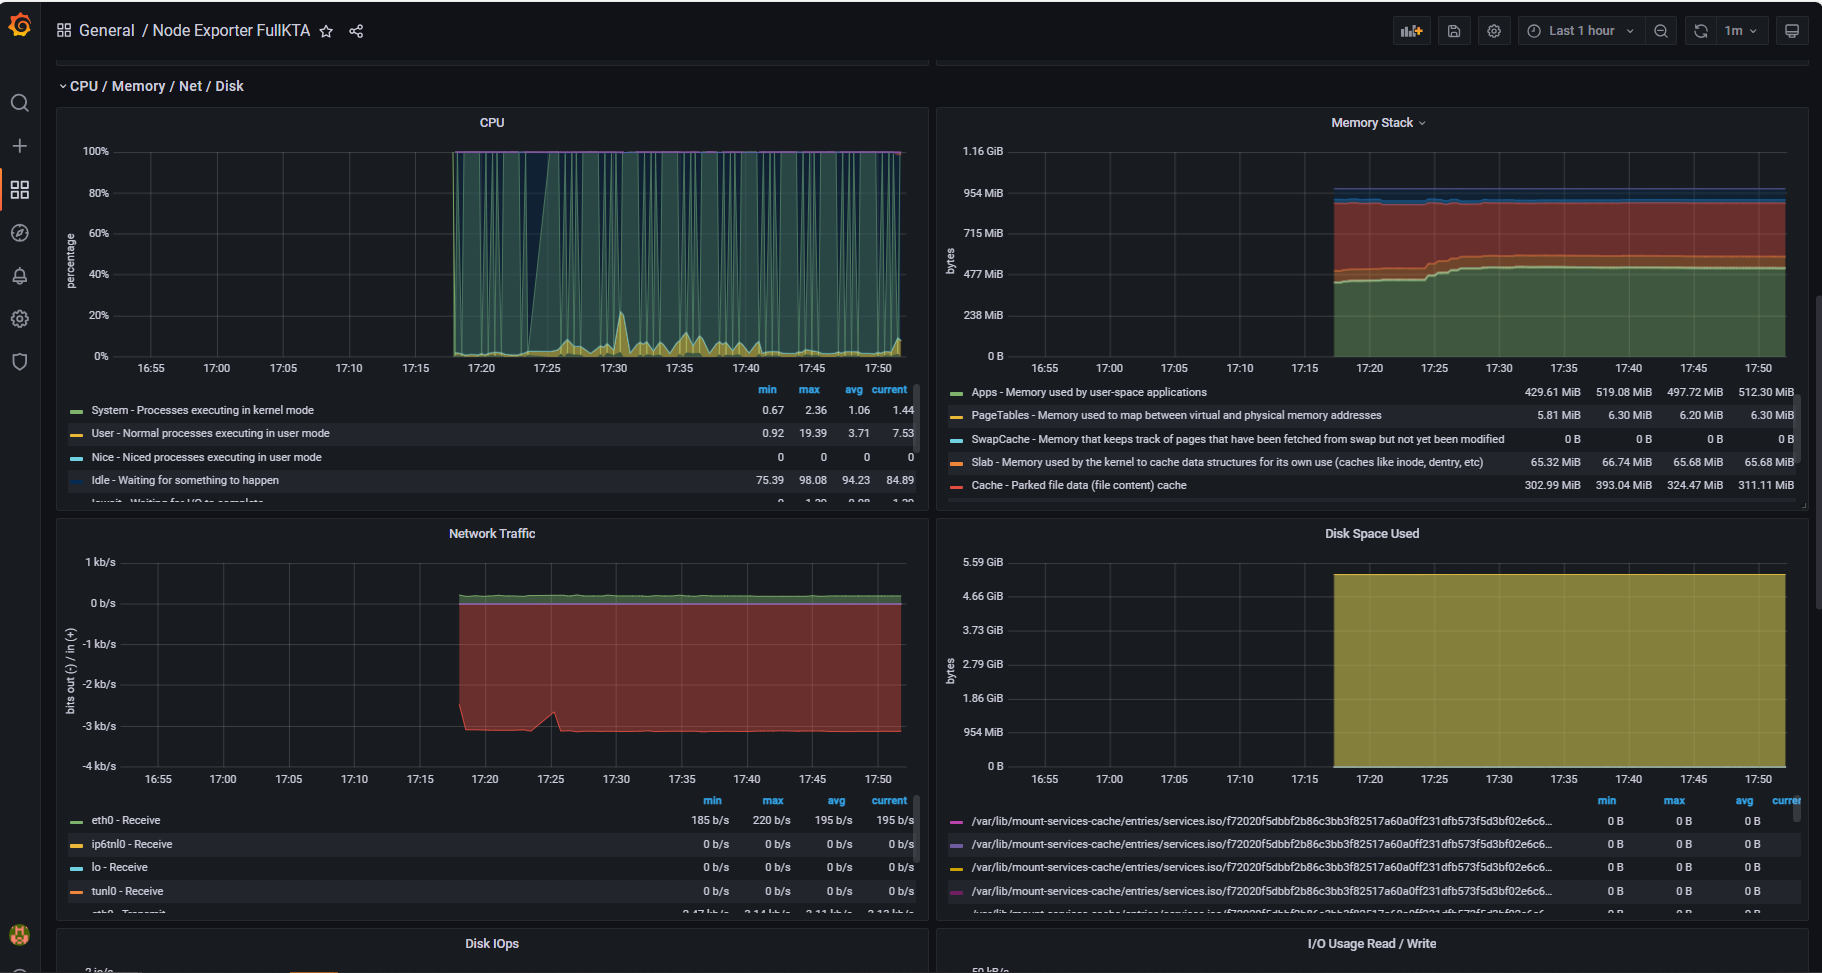 General / Node Exporter FullKTA
Last 1 hour
1m
CPU / Memory / Net / Disk
CPU
100%
80%
60%
40%
20%
0%
percentage
16:55 17:00 17:05 17:10 17:15 17:20 17:25 17:30 17:35 17:40 17:45 17:50
min max avg current
System - Processes executing in kernel mode 0.67 2.36 1.06 1.44
User - Normal processes executing in user mode 0.92 19.39 3.71 7.53
Nice - Niced processes executing in user mode 0 0 0 0
Idle - Waiting for something to happen 75.39 98.08 94.23 84.89
Memory Stack
1.16 GiB
954 MiB
715 MiB
477 MiB
238 MiB
0 B
bytes
16:55 17:00 17:05 17:10 17:15 17:20 17:25 17:30 17:35 17:40 17:45 17:50
Apps - Memory used by user-space applications 429.61 MiB 519.08 MiB 497.72 MiB 512.30 MiB
PageTables - Memory used to map between virtual and physical memory addresses 5.81 MiB 6.30 MiB 6.20 MiB 6.30 MiB
SwapCache - Memory that keeps track of pages that have been fetched from swap but not yet been modified 0 B 0 B 0 B 0 B
Slab - Memory used by the kernel to cache data structures for its own use (caches like inode, dentry, etc) 65.32 MiB 66.74 MiB 65.68 MiB 65.68 MiB
Cache - Parked file data (file content) cache 302.99 MiB 393.04 MiB 324.47 MiB 311.11 MiB
Network Traffic
1 kb/s
0 b/s
-1 kb/s
-2 kb/s
-3 kb/s
-4 kb/s
bits out (-) / in (+)
16:55 17:00 17:05 17:10 17:15 17:20 17:25 17:30 17:35 17:40 17:45 17:50
min max avg current
eth0 - Receive 185 b/s 220 b/s 195 b/s 195 b/s
ip6tnl0 - Receive 0 b/s 0 b/s 0 b/s 0 b/s
lo - Receive 0 b/s 0 b/s 0 b/s 0 b/s
tunl0 - Receive 0 b/s 0 b/s 0 b/s 0 b/s
Disk Space Used
5.59 GiB
4.66 GiB
3.73 GiB
2.79 GiB
1.86 GiB
954 MiB
0 B
bytes
16:55 17:00 17:05 17:10 17:15 17:20 17:25 17:30 17:35 17:40 17:45 17:50
min max avg currer
/var/lib/mount-services-cache/entries/services.iso/f72020f5dbbf2b86c3bb3f82517a60a0ff231dfb573f5d3bf02e6c6... 0 B 0 B 0 B
/var/lib/mount-services-cache/entries/services.iso/f72020f5dbbf2b86c3bb3f82517a60a0ff231dfb573f5d3bf02e6c6... 0 B 0 B 0 B
/var/lib/mount-services-cache/entries/services.iso/f72020f5dbbf2b86c3bb3f82517a60a0ff231dfb573f5d3bf02e6c6... 0 B 0 B 0 B
/var/lib/mount-services-cache/entries/services.iso/f72020f5dbbf2b86c3bb3f82517a60a0ff231dfb573f5d3bf02e6c6... 0 B 0 B 0 B
Disk IOps
I/O Usage Read / Write